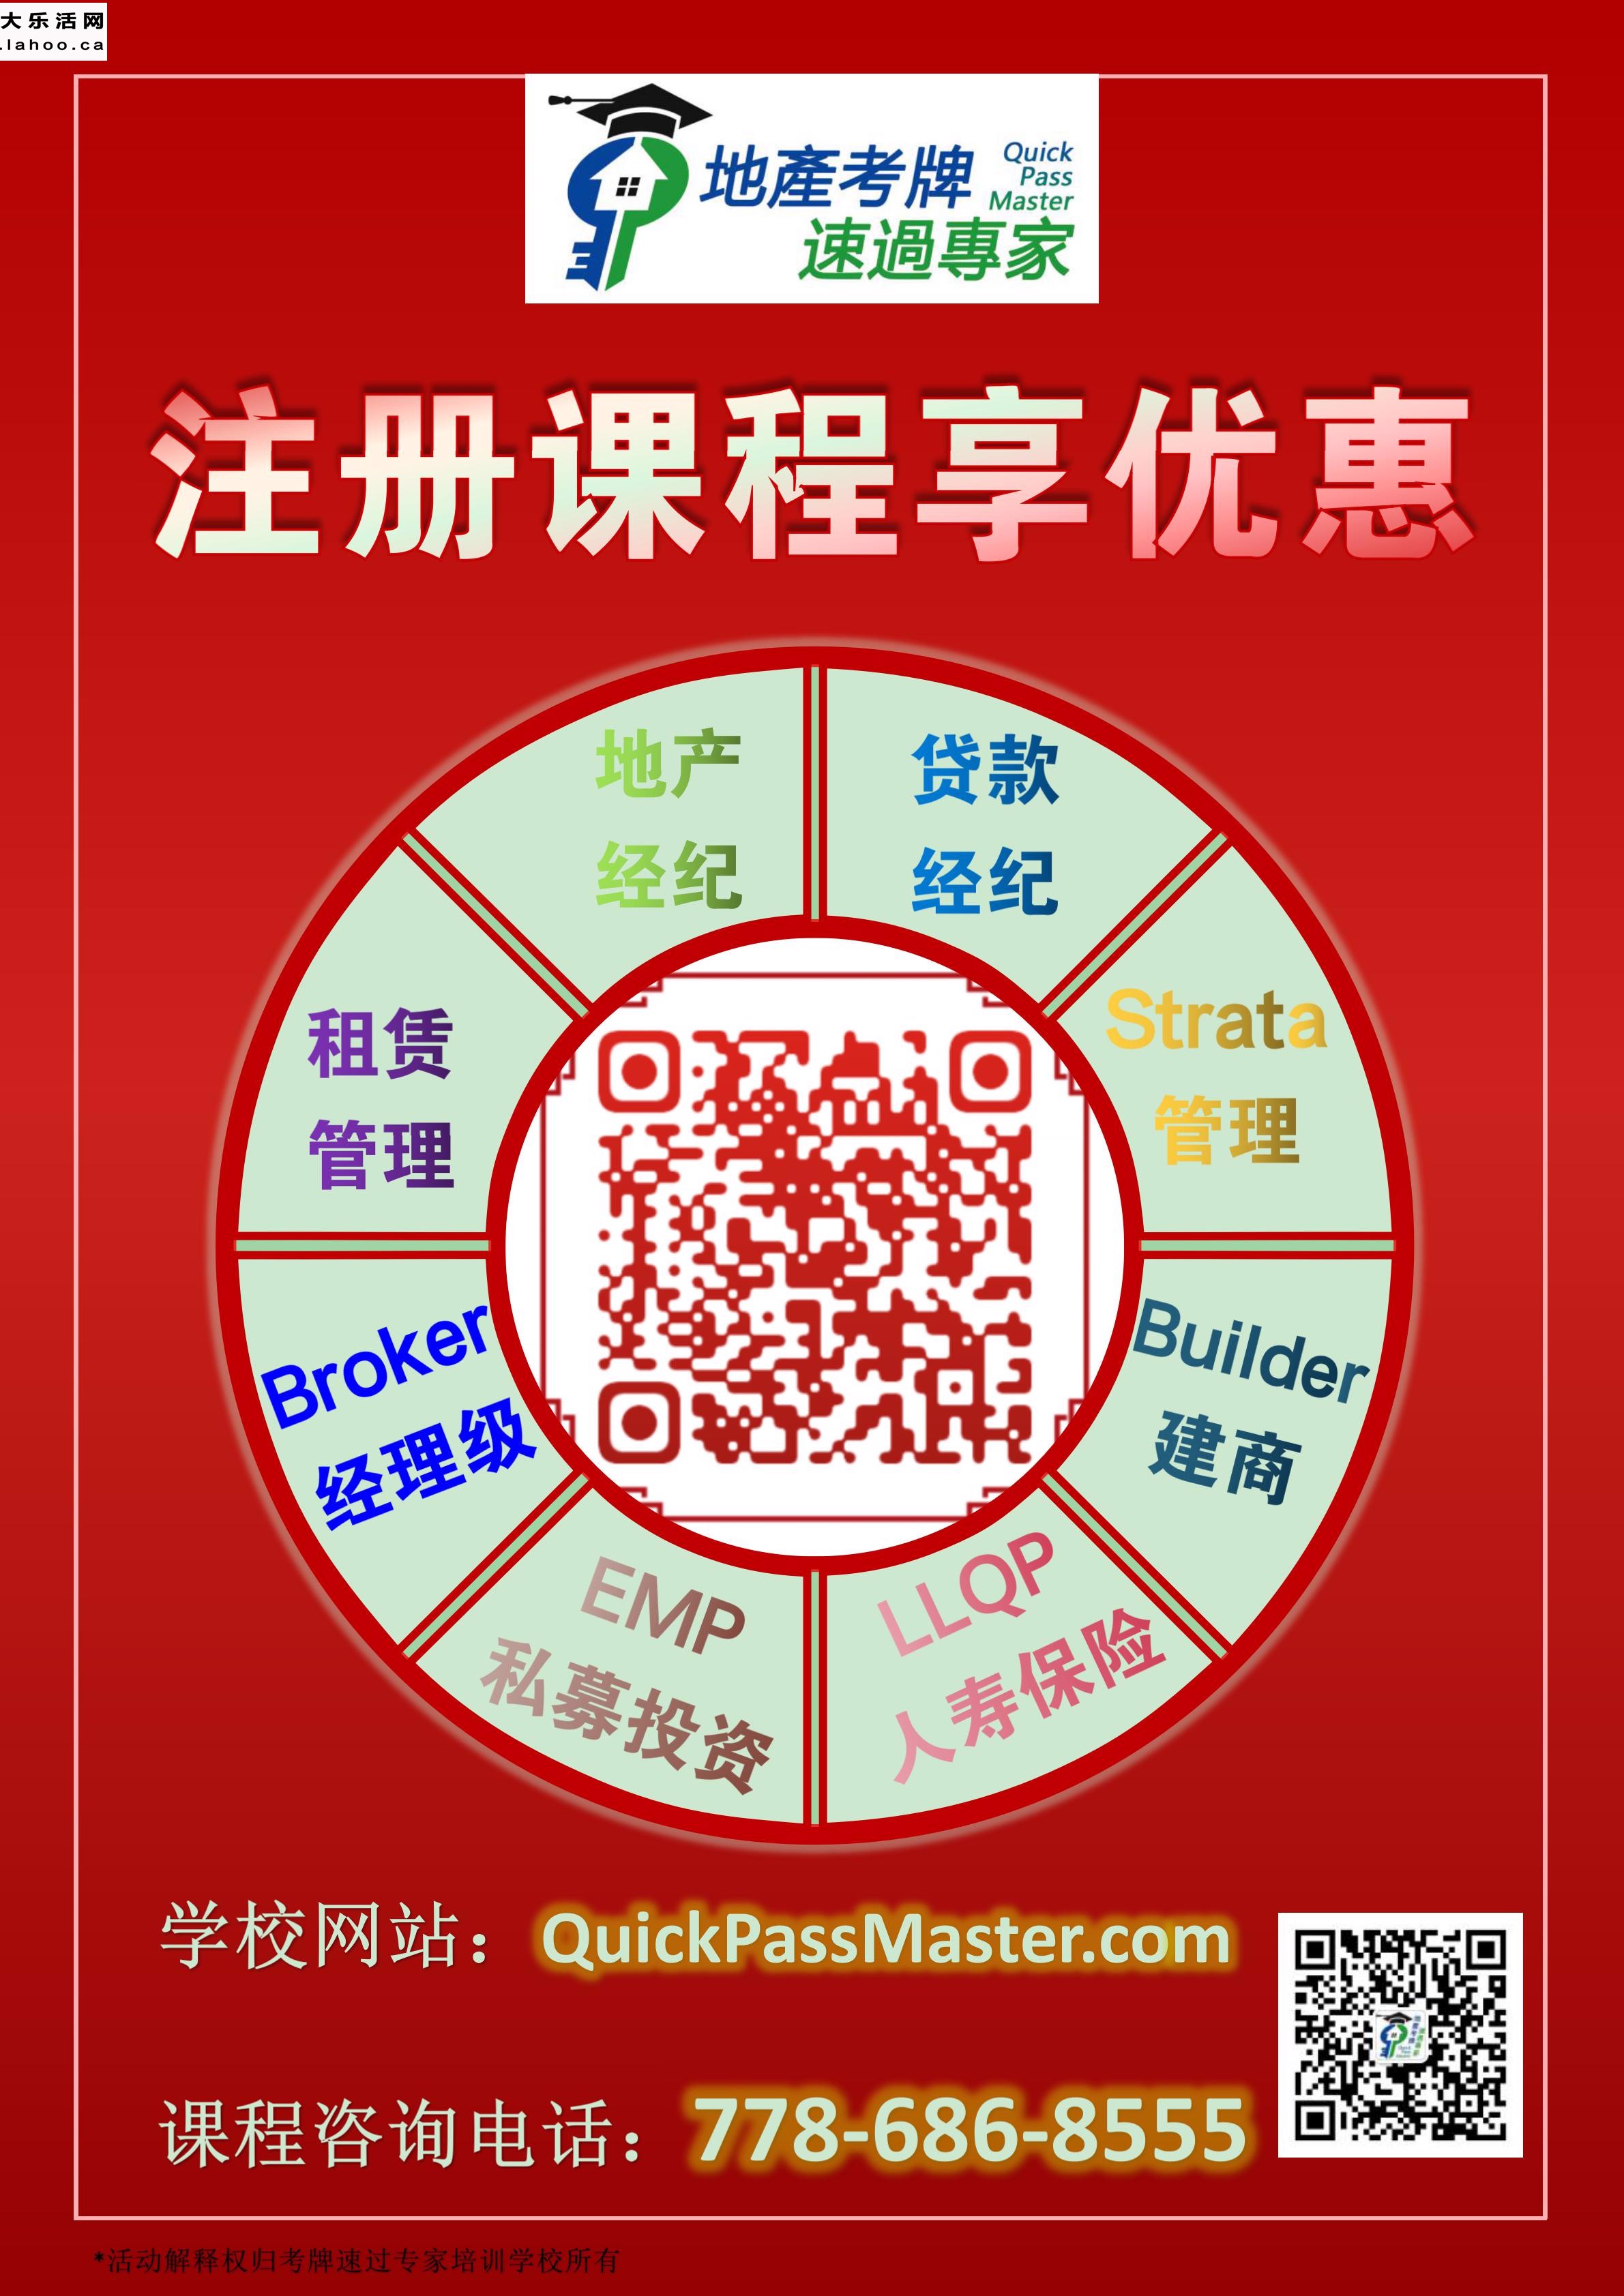 大乐活网
.lahoo.ca
地產考牌
Quick
Pass
Master
速過專家
注册课程享优惠
地产
经纪
贷款
经纪
租赁
管理
Strata
管理
Broker
经理级
Builder
建商
EMP
私募投资
LLQP
人寿保险
学校网站：QuickPassMaster.com
课程咨询电话：778-686-8555
*活动解释权归考牌速过专家培训学校所有